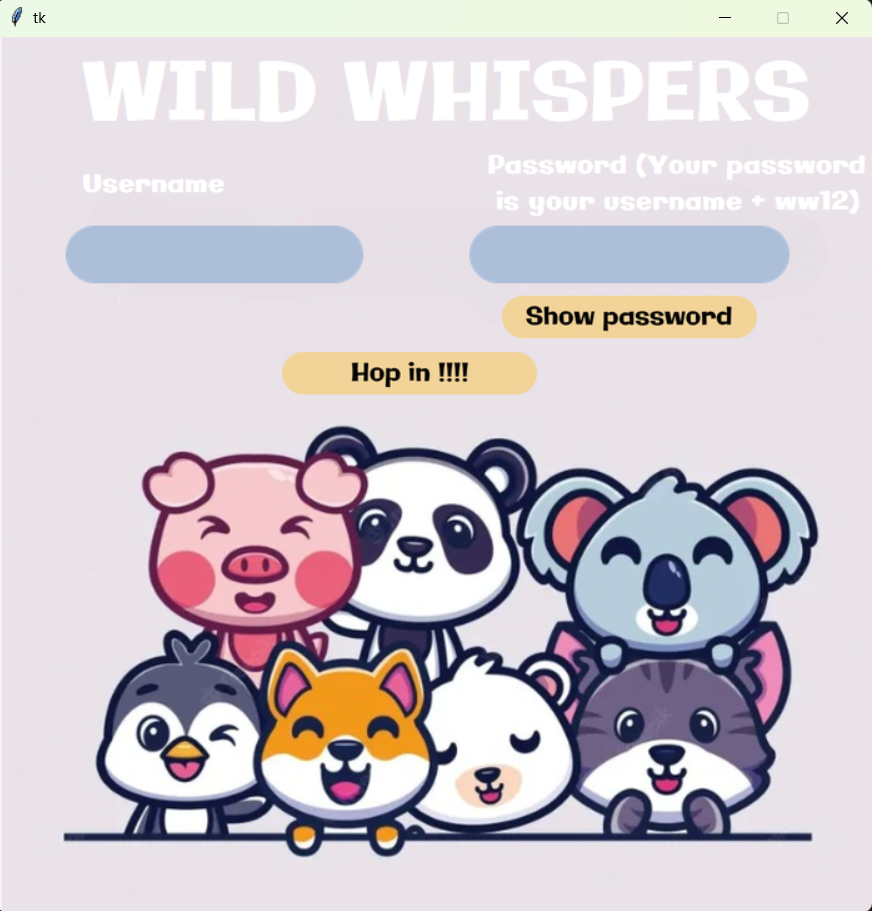 tk
WILD WHISPERS
Username
Password (Your password
is your username + ww12)
Show password
Hop in !!!!